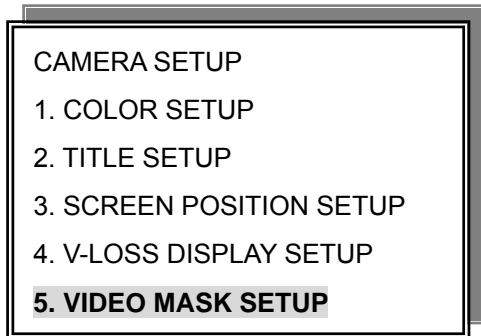 CAMERA SETUP
1. COLOR SETUP
2. TITLE SETUP
3. SCREEN POSITION SETUP
4. V-LOSS DISPLAY SETUP
5. VIDEO MASK SETUP